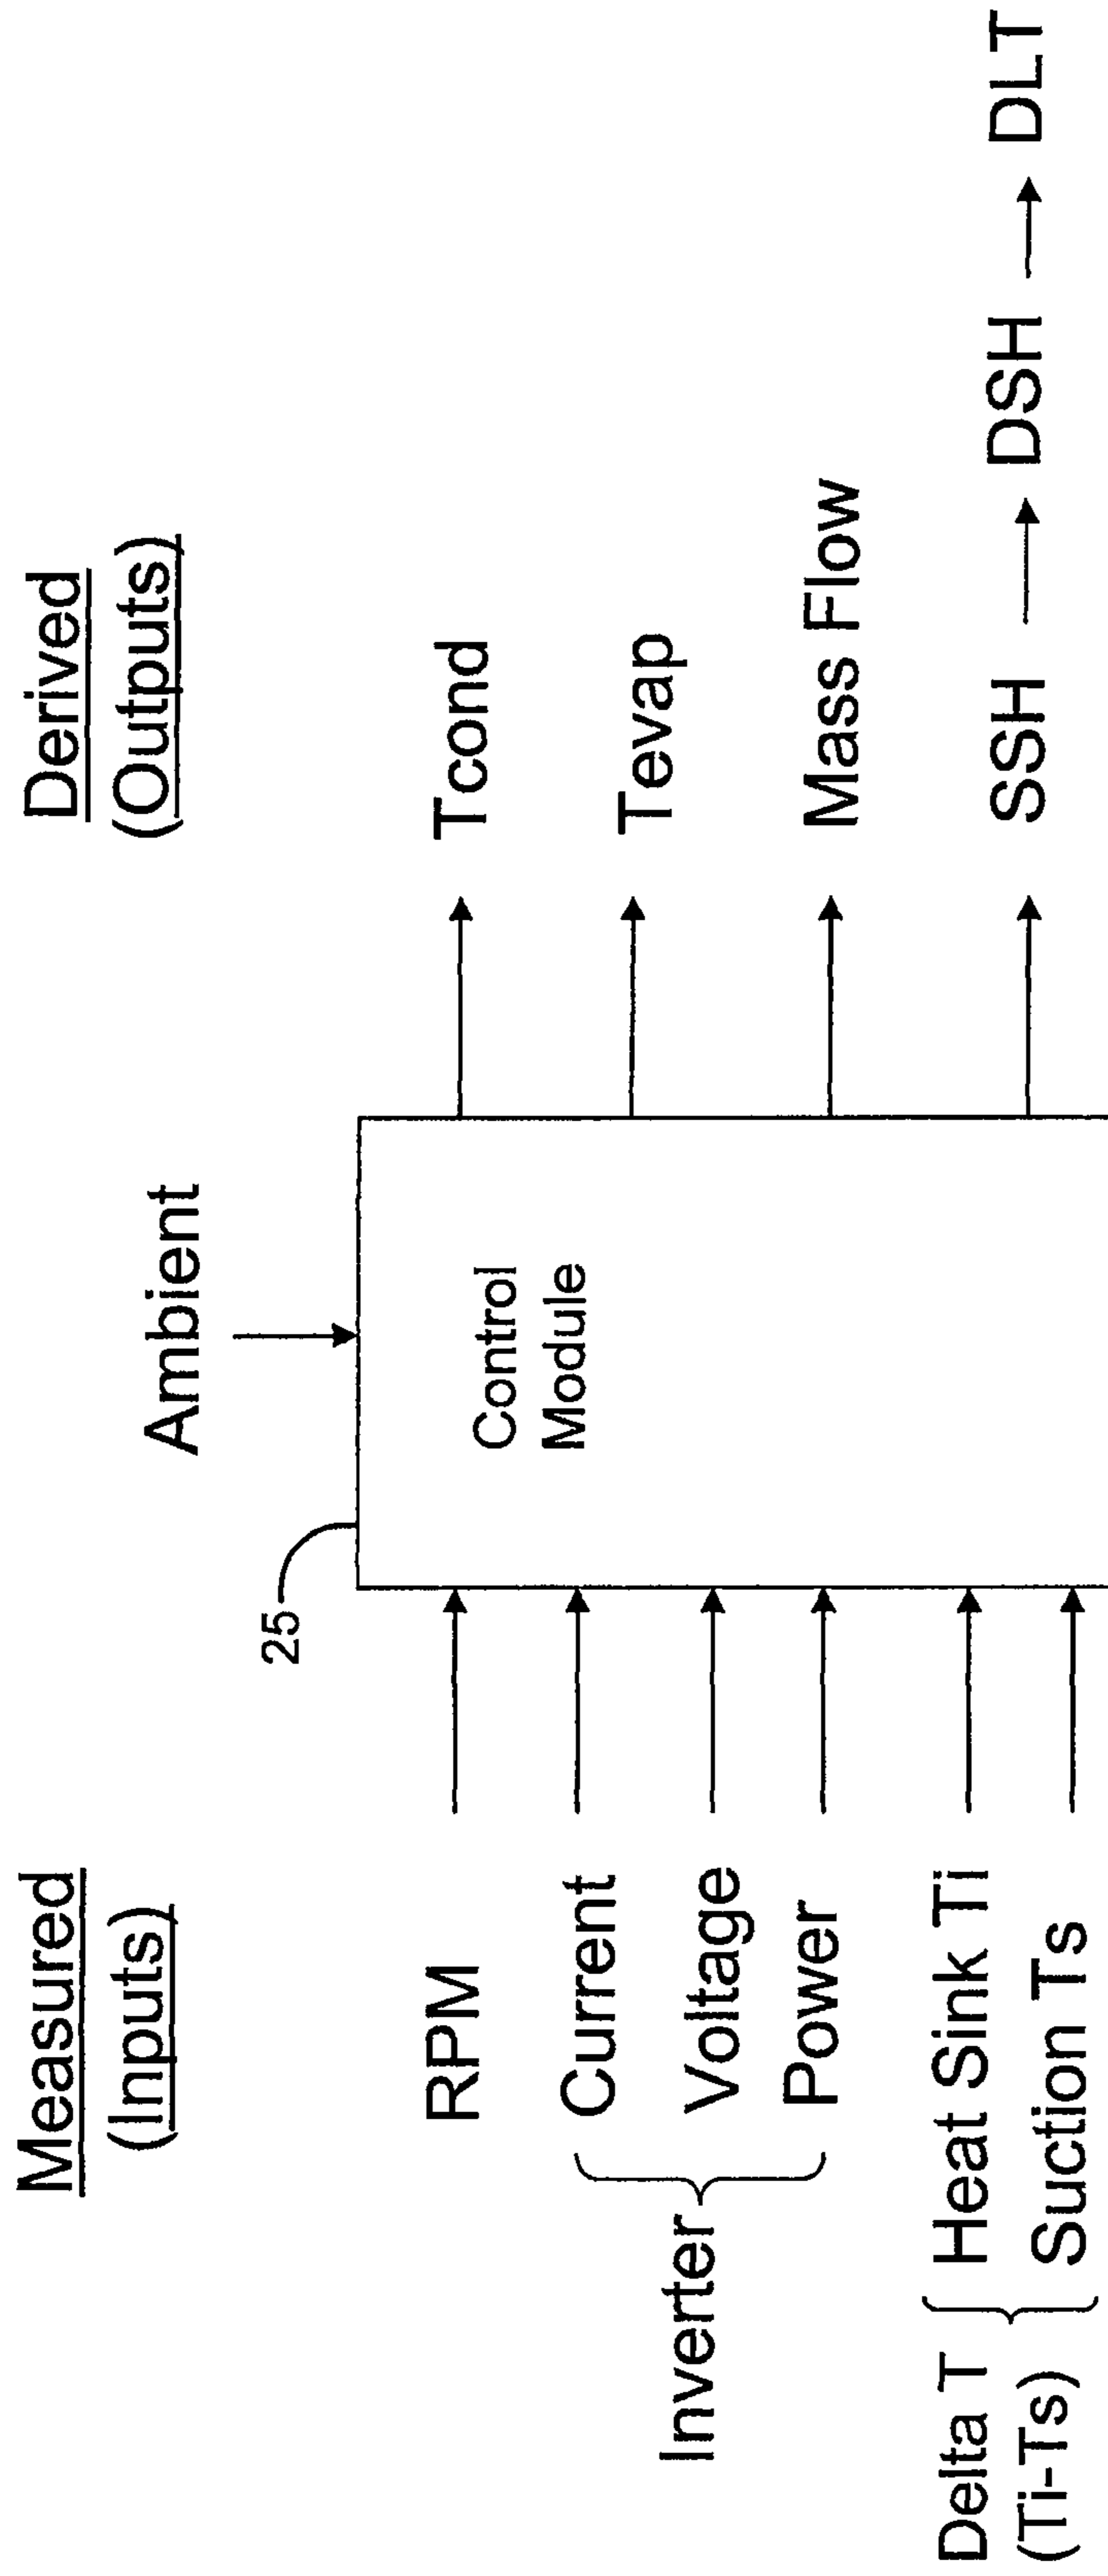 Measured
(Inputs)
Derived
(Outputs)
Ambient
25
Control
Module
RPM
Inverter
Current
Voltage
Power
Delta T
(Ti-Ts)
Heat Sink Ti
Suction Ts
Tcond
Tevap
Mass Flow
SSH DSH DLT